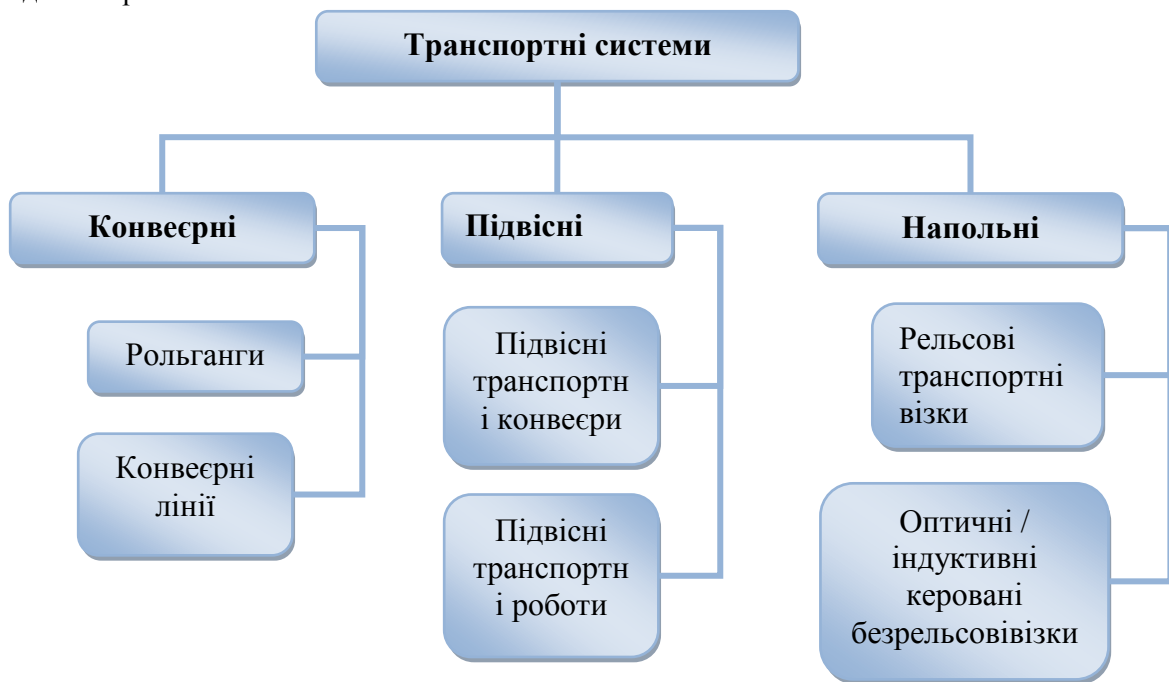 Транспортні системи
Конвеєрні
Підвісні
Напольні
Рольганги
Конвеєрні
лінії
Підвісні
транспортн
і конвеєри
Підвісні
транспортн
і роботи
Рельсові
транспортні
візки
Оптичні /
індуктивні
керовані
безрельсовівізки